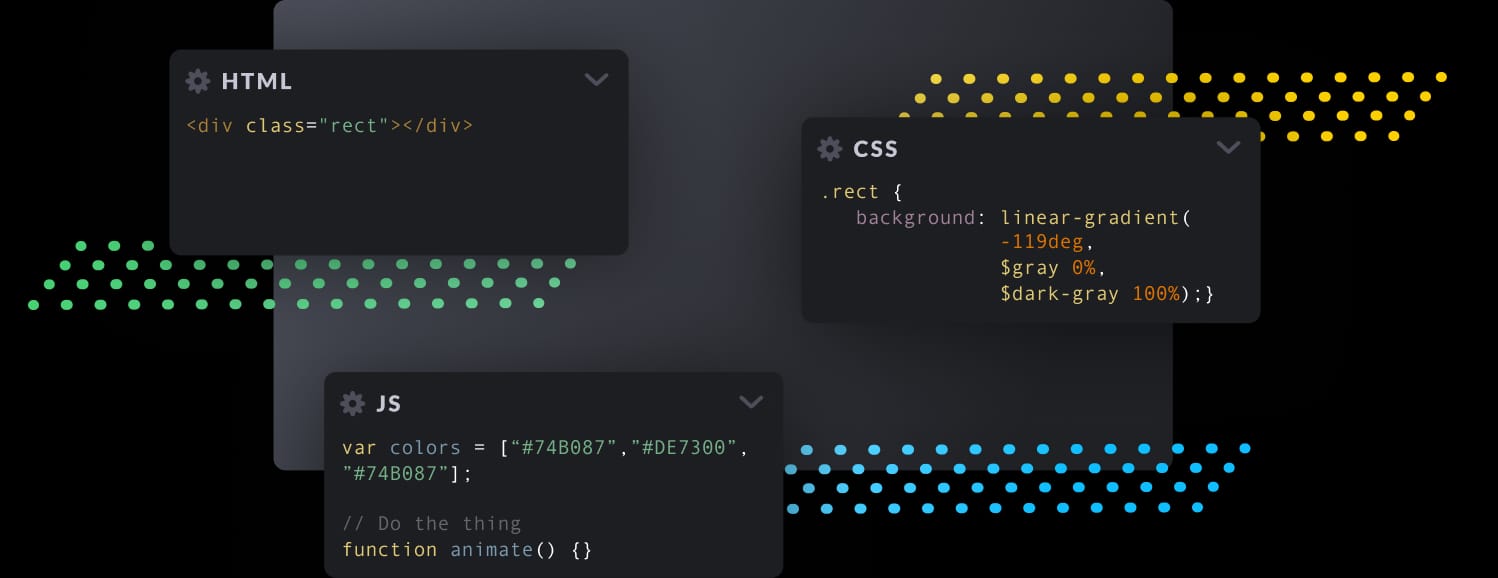 HTML
<div class="rect"></div>
CSS
.rect {
background: linear-gradient(
-119deg,
$gray 0%,
$dark-gray 100%);}
JS
var colors = [“#74B087”,”#DE7300”,
”#74B087”];
// Do the thing
function animate() {}